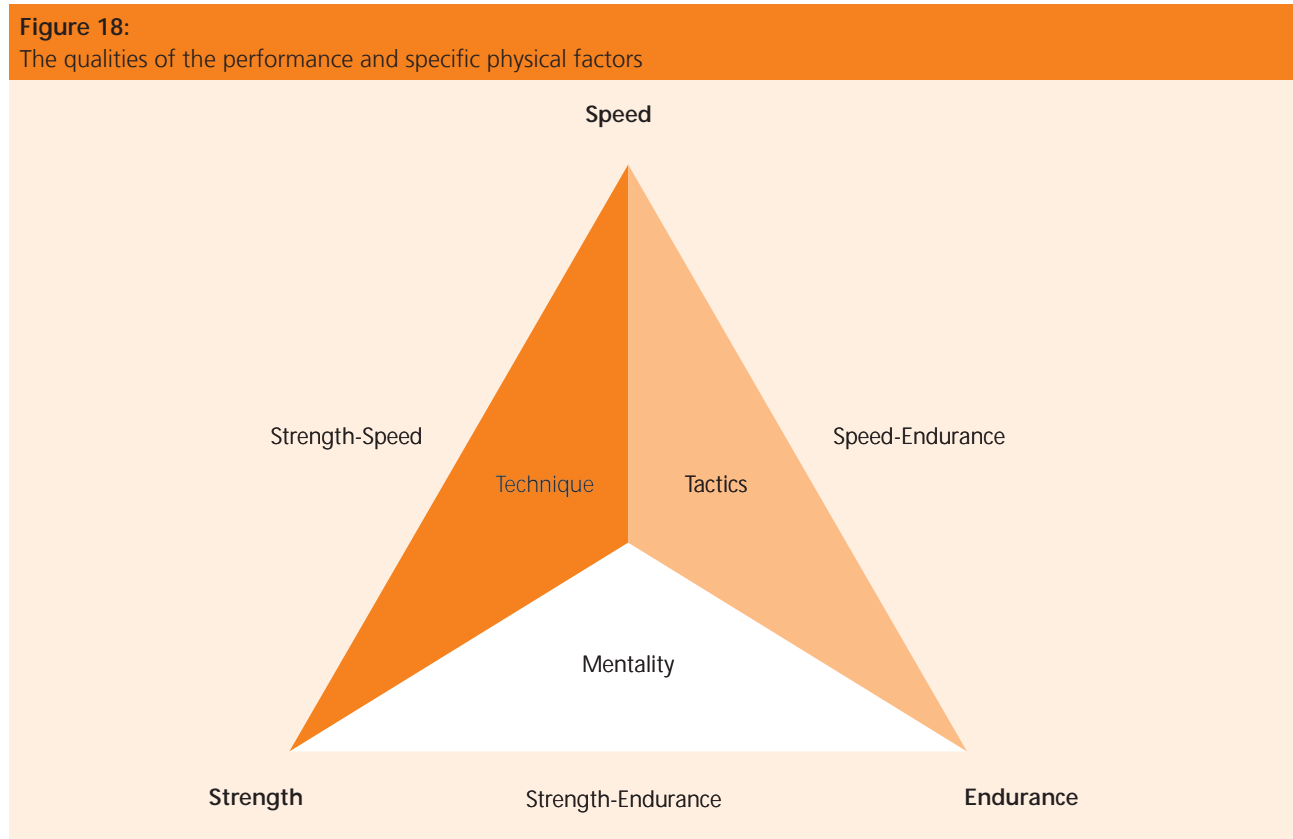 Figure 18:
The qualities of the performance and specific physical factors
Speed
Strength-Speed
Speed-Endurance
Technique
Tactics
Mentality
Strength
Strength-Endurance
Endurance